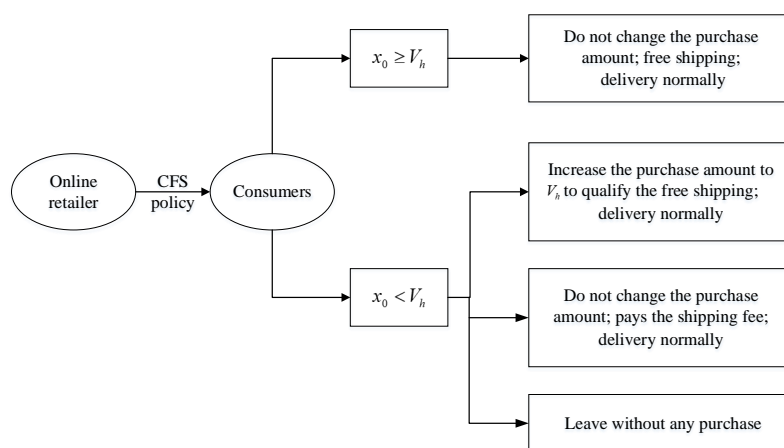 Online
retailer
CFS
policy
Consumers
x₀ ≥ Vₕ
Do not change the purchase
amount; free shipping;
delivery normally
x₀ < Vₕ
Increase the purchase amount to
Vₕ to qualify the free shipping;
delivery normally
Do not change the purchase
amount; pays the shipping fee;
delivery normally
Leave without any purchase